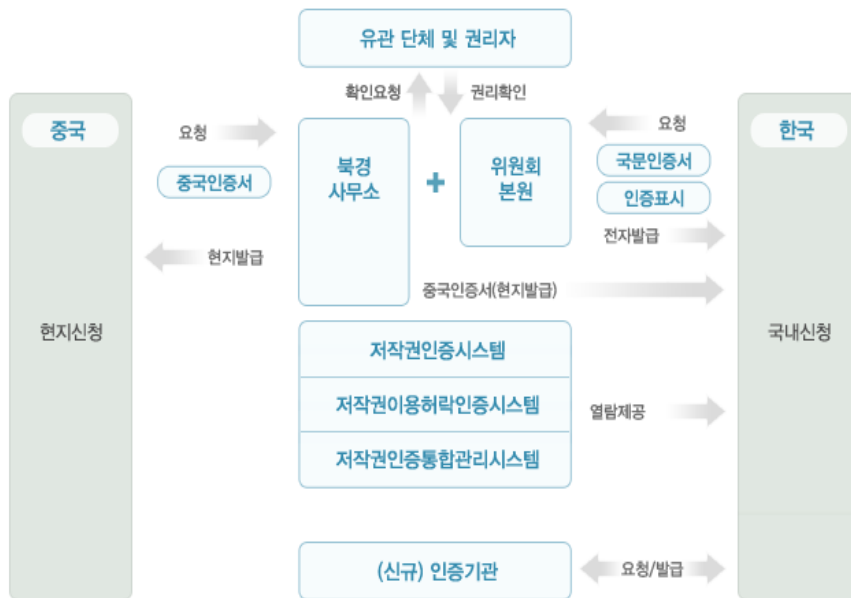 유관 단체 및 권리자
확인요청
권리확인
중국
요청
중국인증서
현지발급
현지신청
북경
사무소
+
위원회
본원
요청
국문인증서
인증표시
전자발급
중국인증서(현지발급)
한국
국내신청
저작권인증시스템
저작권이용허락인증시스템
저작권인증통합관리시스템
열람제공
(신규) 인증기관
요청/발급